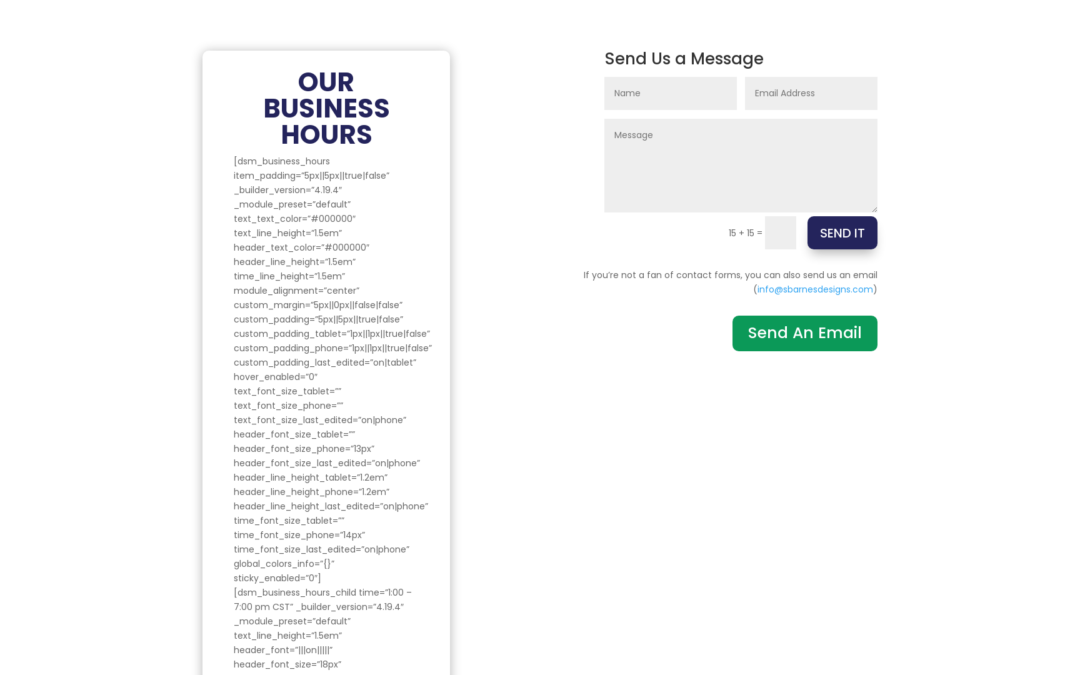 OUR
BUSINESS
HOURS
[dsm_business_hours
item_padding=”5px||5px||true|false”
_builder_version=”4.19.4″
_module_preset=”default”
text_text_color=”#000000″
text_line_height=”1.5em”
header_text_color=”#000000″
header_line_height=”1.5em”
time_line_height=”1.5em”
module_alignment=”center”
custom_margin=”5px||0px||false|false”
custom_padding=”5px||5px||true|false”
custom_padding_tablet=”1px||1px||true|false”
custom_padding_phone=”1px||1px||true|false”
custom_padding_last_edited=”on|tablet”
hover_enabled=”0″
text_font_size_tablet=””
text_font_size_phone=””
text_font_size_last_edited=”on|phone”
header_font_size_tablet=””
header_font_size_phone=”13px”
header_font_size_last_edited=”on|phone”
header_line_height_tablet=”1.2em”
header_line_height_phone=”1.2em”
header_line_height_last_edited=”on|phone”
time_font_size_tablet=””
time_font_size_phone=”14px”
time_font_size_last_edited=”on|phone”
global_colors_info=”{}”
sticky_enabled=”0″]
[dsm_business_hours_child time=”1:00 –
7:00 pm CST” _builder_version=”4.19.4″
_module_preset=”default”
text_line_height=”1.5em”
header_font=”|||on|||||”
header_font_size=”18px”
Send Us a Message
Name
Email Address
Message
15 + 15 =
SEND IT
If you’re not a fan of contact forms, you can also send us an email
(info@sbarnesdesigns.com)
Send An Email